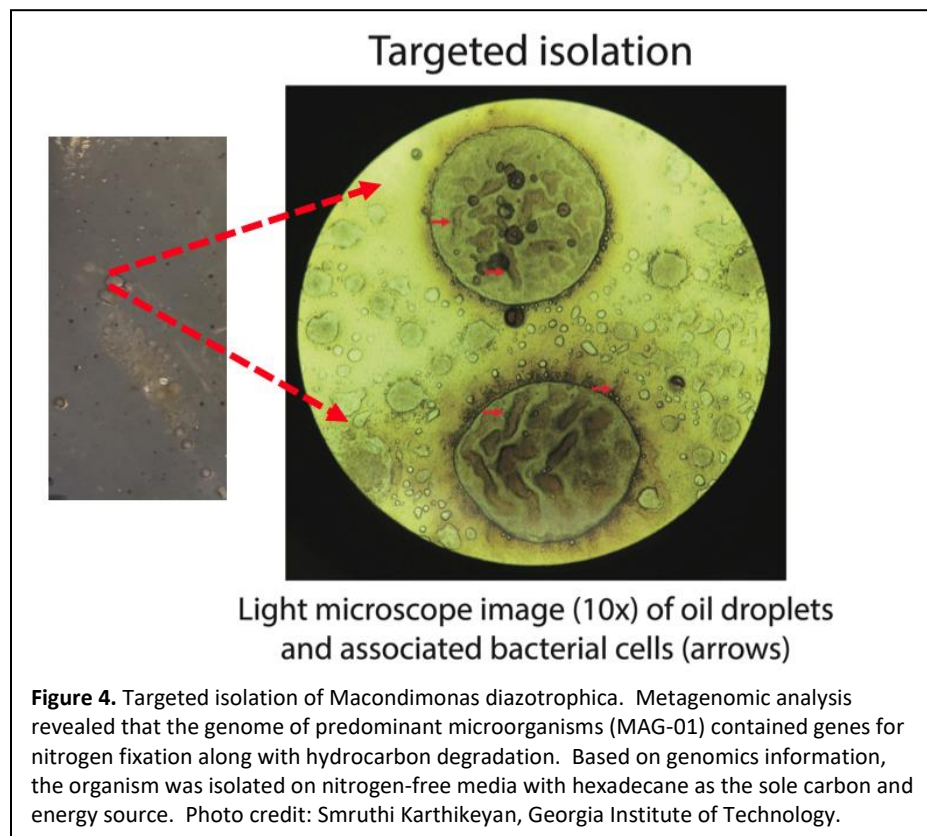 Targeted isolation
Light microscope image (10x) of oil droplets
and associated bacterial cells (arrows)
Figure 4. Targeted isolation of Macondimonas diazotrophica.  Metagenomic analysis
revealed that the genome of predominant microorganisms (MAG-01) contained genes for
nitrogen fixation along with hydrocarbon degradation.  Based on genomics information,
the organism was isolated on nitrogen-free media with hexadecane as the sole carbon and
energy source.  Photo credit: Smruthi Karthikeyan, Georgia Institute of Technology.